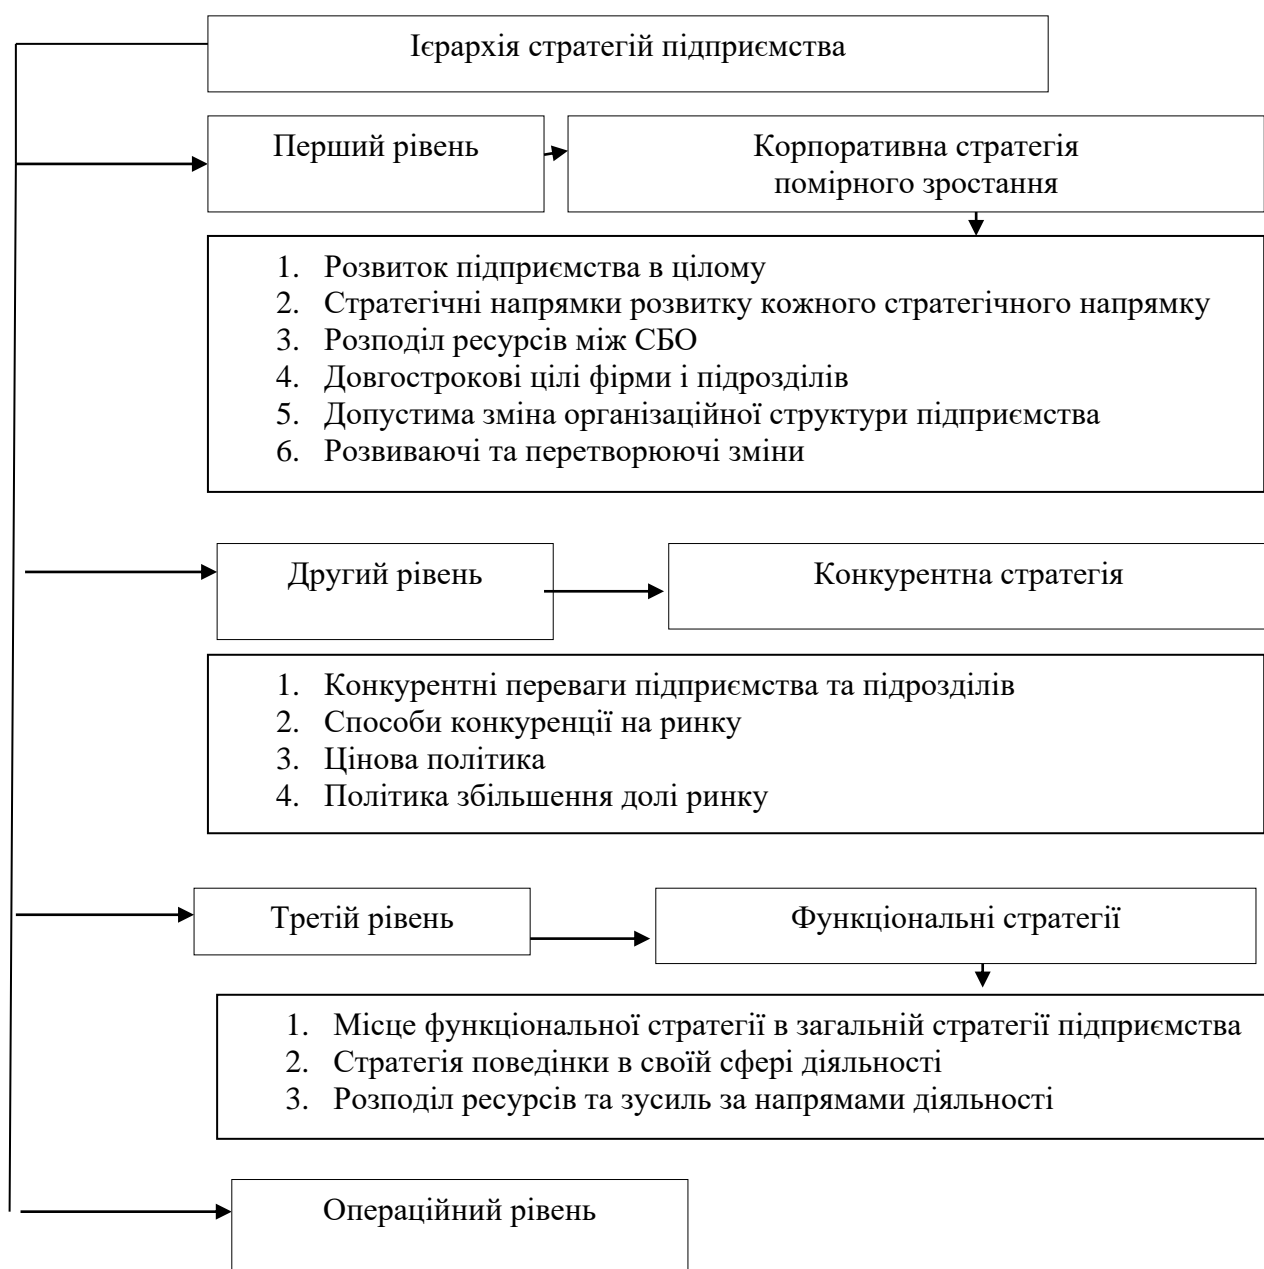 Ієрархія стратегій підприємства
Перший рівень
Корпоративна стратегія
помірного зростання
1. Розвиток підприємства в цілому
2. Стратегічні напрямки розвитку кожного стратегічного напрямку
3. Розподіл ресурсів між СБО
4. Довгострокові цілі фірми і підрозділів
5. Допустима зміна організаційної структури підприємства
6. Розвиваючі та перетворюючі зміни
Другий рівень
Конкурентна стратегія
1. Конкурентні переваги підприємства та підрозділів
2. Способи конкуренції на ринку
3. Цінова політика
4. Політика збільшення долі ринку
Третій рівень
Функціональні стратегії
1. Місце функціональної стратегії в загальній стратегії підприємства
2. Стратегія поведінки в своїй сфері діяльності
3. Розподіл ресурсів та зусиль за напрямами діяльності
Операційний рівень